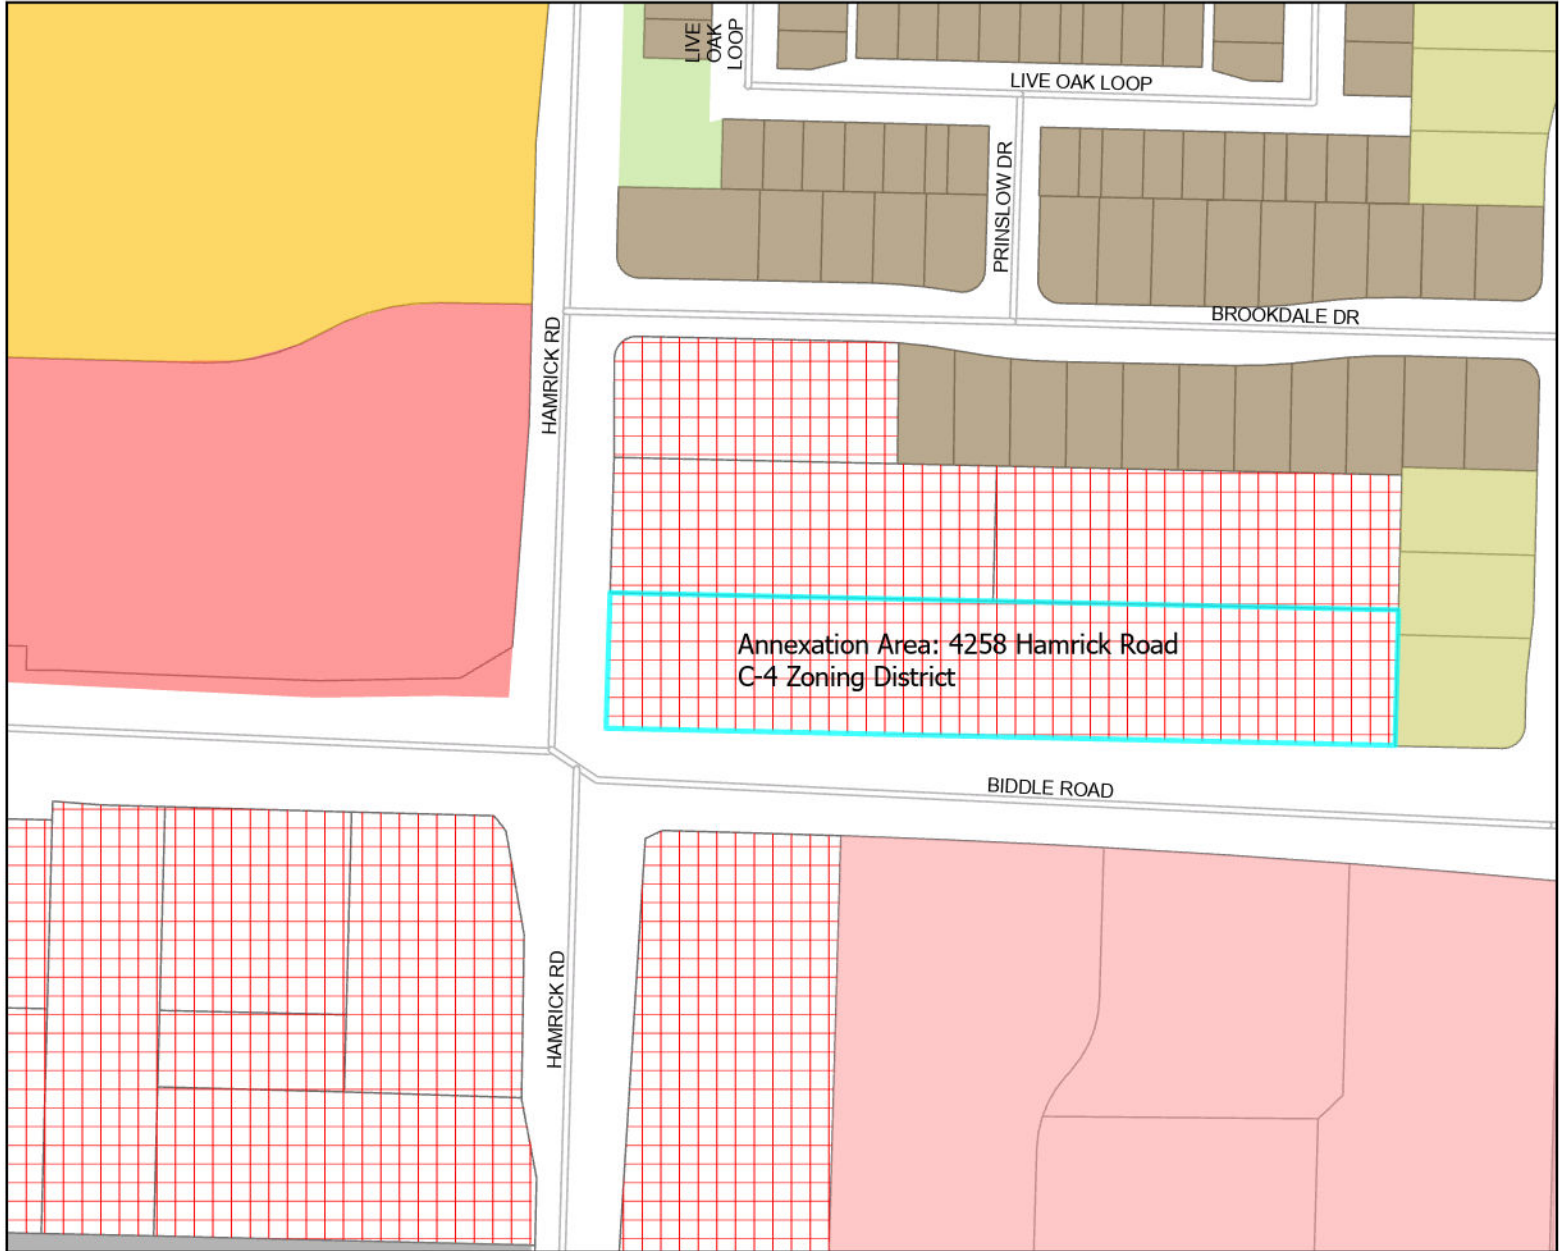 LIVE
OAK
LOOP
LIVE OAK LOOP
PRINSLOW DR
BROOKDALE DR
HAMRICK RD
Annexation Area: 4258 Hamrick Road
C-4 Zoning District
BIDDLE ROAD
HAMRICK RD